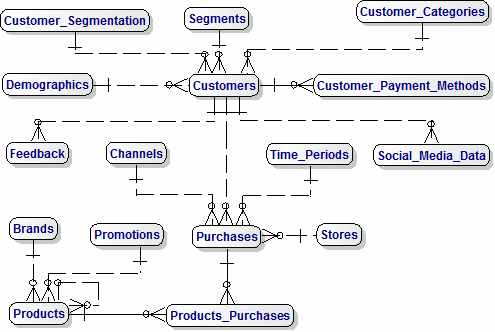 Customer_Segmentation
Segments
Customer_Categories
Demographics
Customers
Customer_Payment_Methods
Feedback
Channels
Time_Periods
Social_Media_Data
Brands
Promotions
Purchases
Stores
Products
Products_Purchases